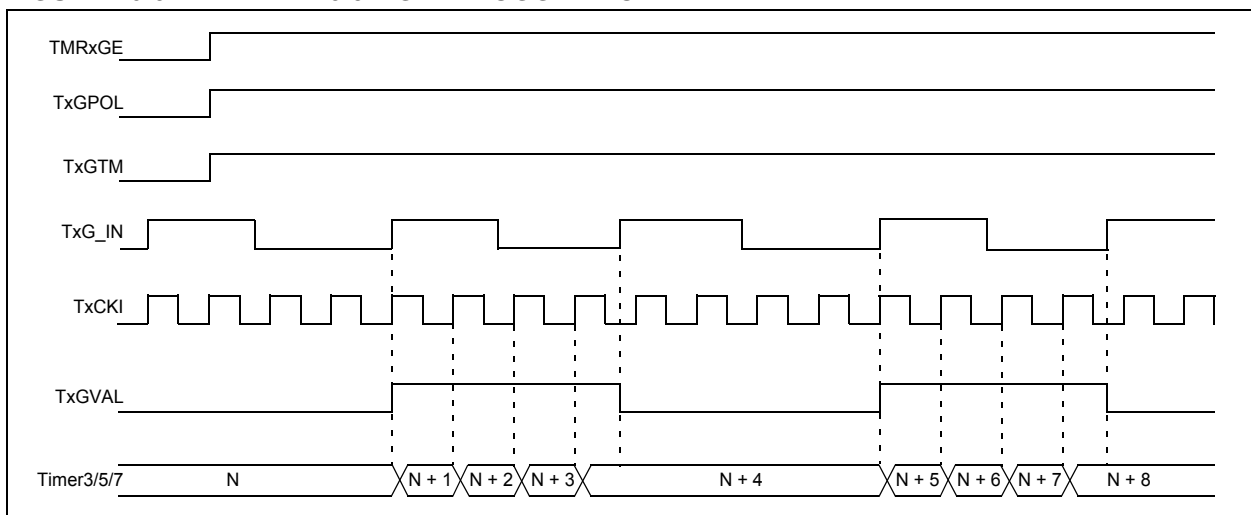 TMRxGE
TxGPOL
TxGTM
TxG_IN
TxCKI
TxGVAL
Timer3/5/7 N N + 1 N + 2 N + 3 N + 4 N + 5 N + 6 N + 7 N + 8